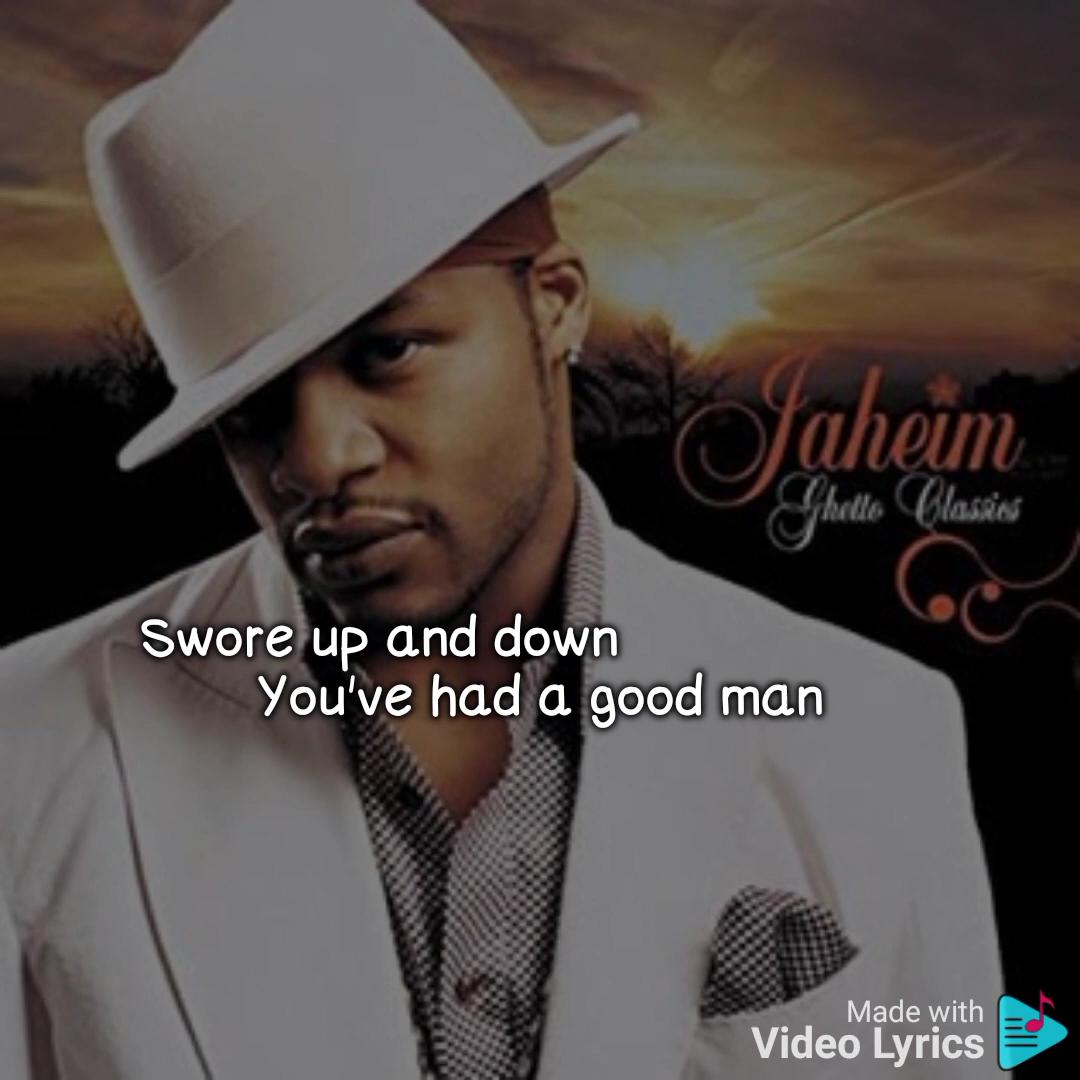 Jaheim
Ghetto Classics
Swore up and down
You've had a good man
Made with
Video Lyrics